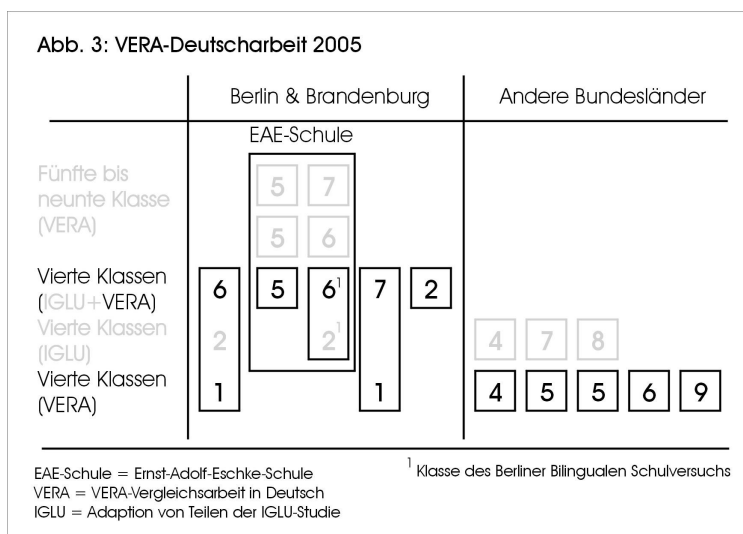 Abb. 3: VERA-Deutscharbeit 2005
Berlin & Brandenburg Andere Bundesländer
EAE-Schule
Fünfte bis
neunte Klasse
(VERA)
5 7
5 6
Vierte Klassen
(IGLU+VERA)
6 5 6¹ 7 2
Vierte Klassen
(IGLU)
2 2¹ 4 7 8
Vierte Klassen
(VERA)
1 1 4 5 5 6 9
EAE-Schule = Ernst-Adolf-Eschke-Schule
VERA = VERA-Vergleichsarbeit in Deutsch
IGLU = Adaption von Teilen der IGLU-Studie
¹ Klasse des Berliner Bilingualen Schulversuchs